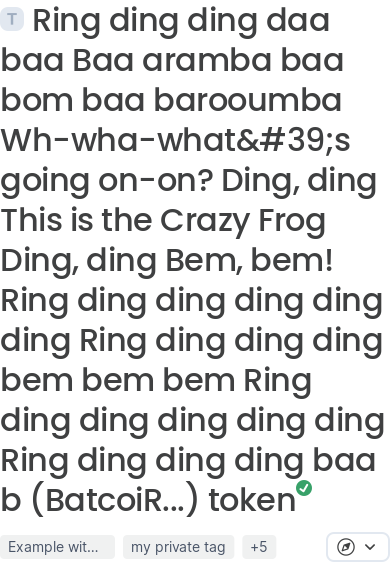 T Ring ding ding daa
baa Baa aramba baa
bom baa barooumba
Wh-wha-what&#39;s
going on-on? Ding, ding
This is the Crazy Frog
Ding, ding Bem, bem!
Ring ding ding ding ding
ding Ring ding ding ding
bem bem bem Ring
ding ding ding ding ding
Ring ding ding ding baa
b (BatcoiR...) token
Example wit... my private tag +5